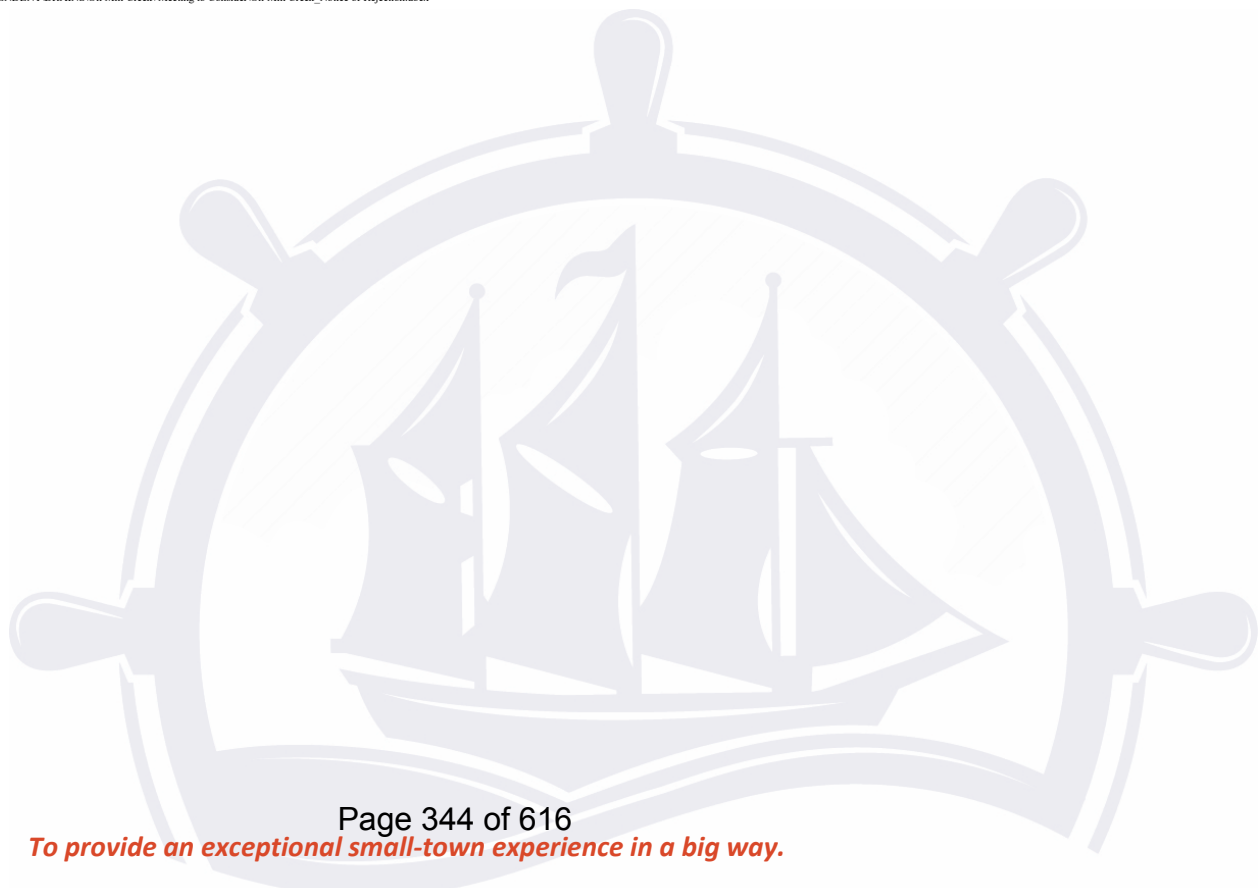 Page 344 of 616
To provide an exceptional small-town experience in a big way.